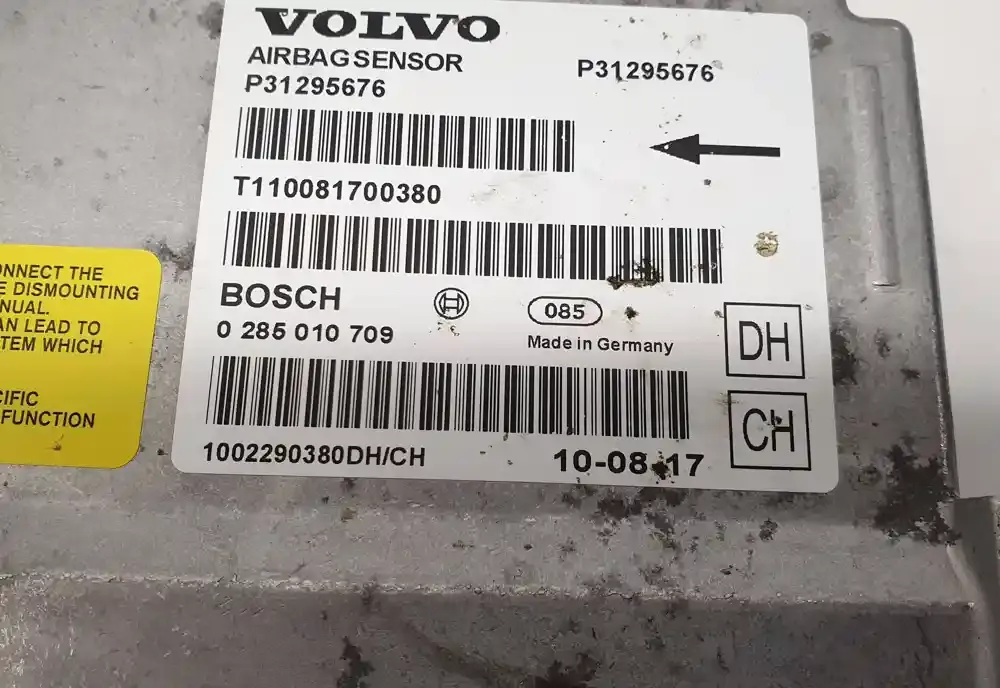 VOLVO
AIRBAG SENSOR
P31295676
P31295676
T110081700380
BOSCH
H
085
0 285 010 709
Made in Germany
DH
CH
1002290380DH/CH
10-08-17
ONNECT THE
E DISMOUNTING
NUAL.
AN LEAD TO
TEM WHICH
CIFIC
FUNCTION